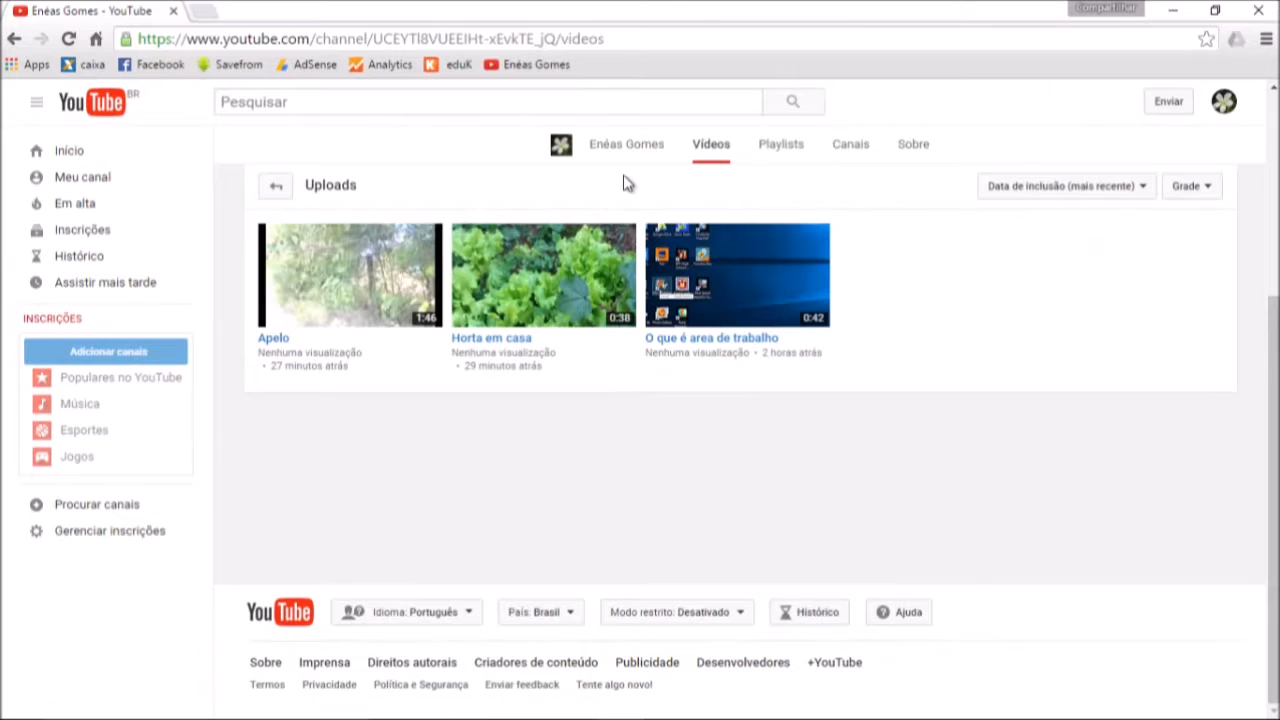 Enéas Gomes - YouTube
Compartilhar
https://www.youtube.com/channel/UCEYTl8VUEEIHt-xEvkTE_jQ/videos
Apps caixa Facebook Savefrom AdSense Analytics eduK Enéas Gomes
YouTube BR Pesquisar Enviar
Enéas Gomes Vídeos Playlists Canais Sobre
Início
Meu canal
Em alta
Inscrições
Histórico
Assistir mais tarde
INSCRIÇÕES
Adicionar canais
Populares no YouTube
Música
Esportes
Jogos
Procurar canais
Gerenciar inscrições
Uploads Data de inclusão (mais recente) Grade
1:46 0:38 0:42
Apelo
Nenhuma visualização
• 27 minutos atrás
Horta em casa
Nenhuma visualização
• 29 minutos atrás
O que é area de trabalho
Nenhuma visualização • 2 horas atrás
YouTube Idioma: Português País: Brasil Modo restrito: Desativado Histórico Ajuda
Sobre Imprensa Direitos autorais Criadores de conteúdo Publicidade Desenvolvedores +YouTube
Termos Privacidade Política e Segurança Enviar feedback Tente algo novo!